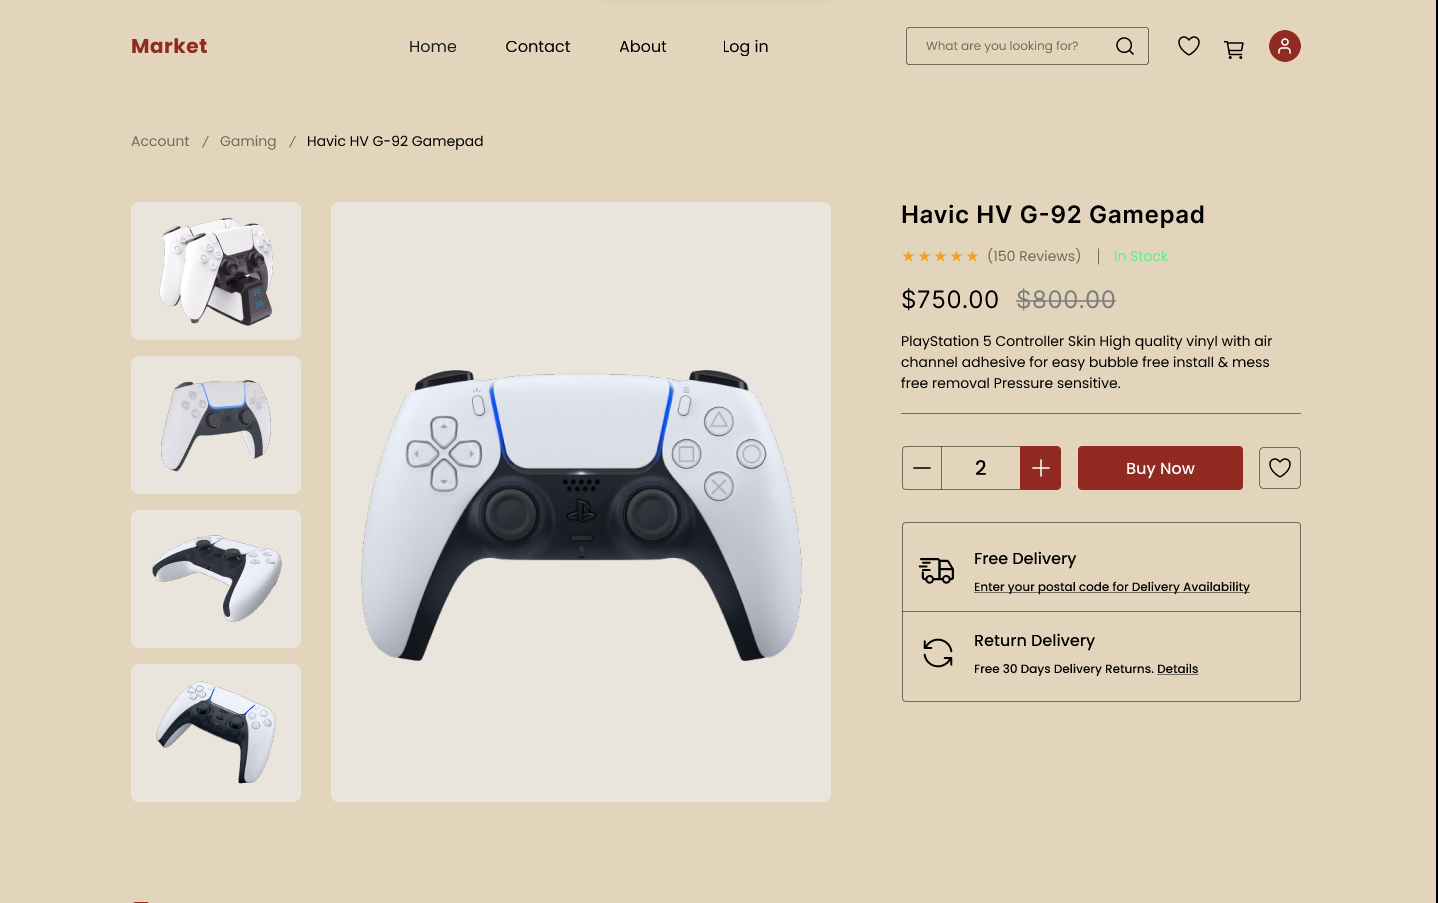 Market
Home
Contact
About
Log in
What are you looking for?
Account / Gaming / Havic HV G-92 Gamepad
Havic HV G-92 Gamepad
(150 Reviews) | In Stock
$750.00 $800.00
PlayStation 5 Controller Skin High quality vinyl with air
channel adhesive for easy bubble free install & mess
free removal Pressure sensitive.
2
Buy Now
Free Delivery
Enter your postal code for Delivery Availability
Return Delivery
Free 30 Days Delivery Returns. Details